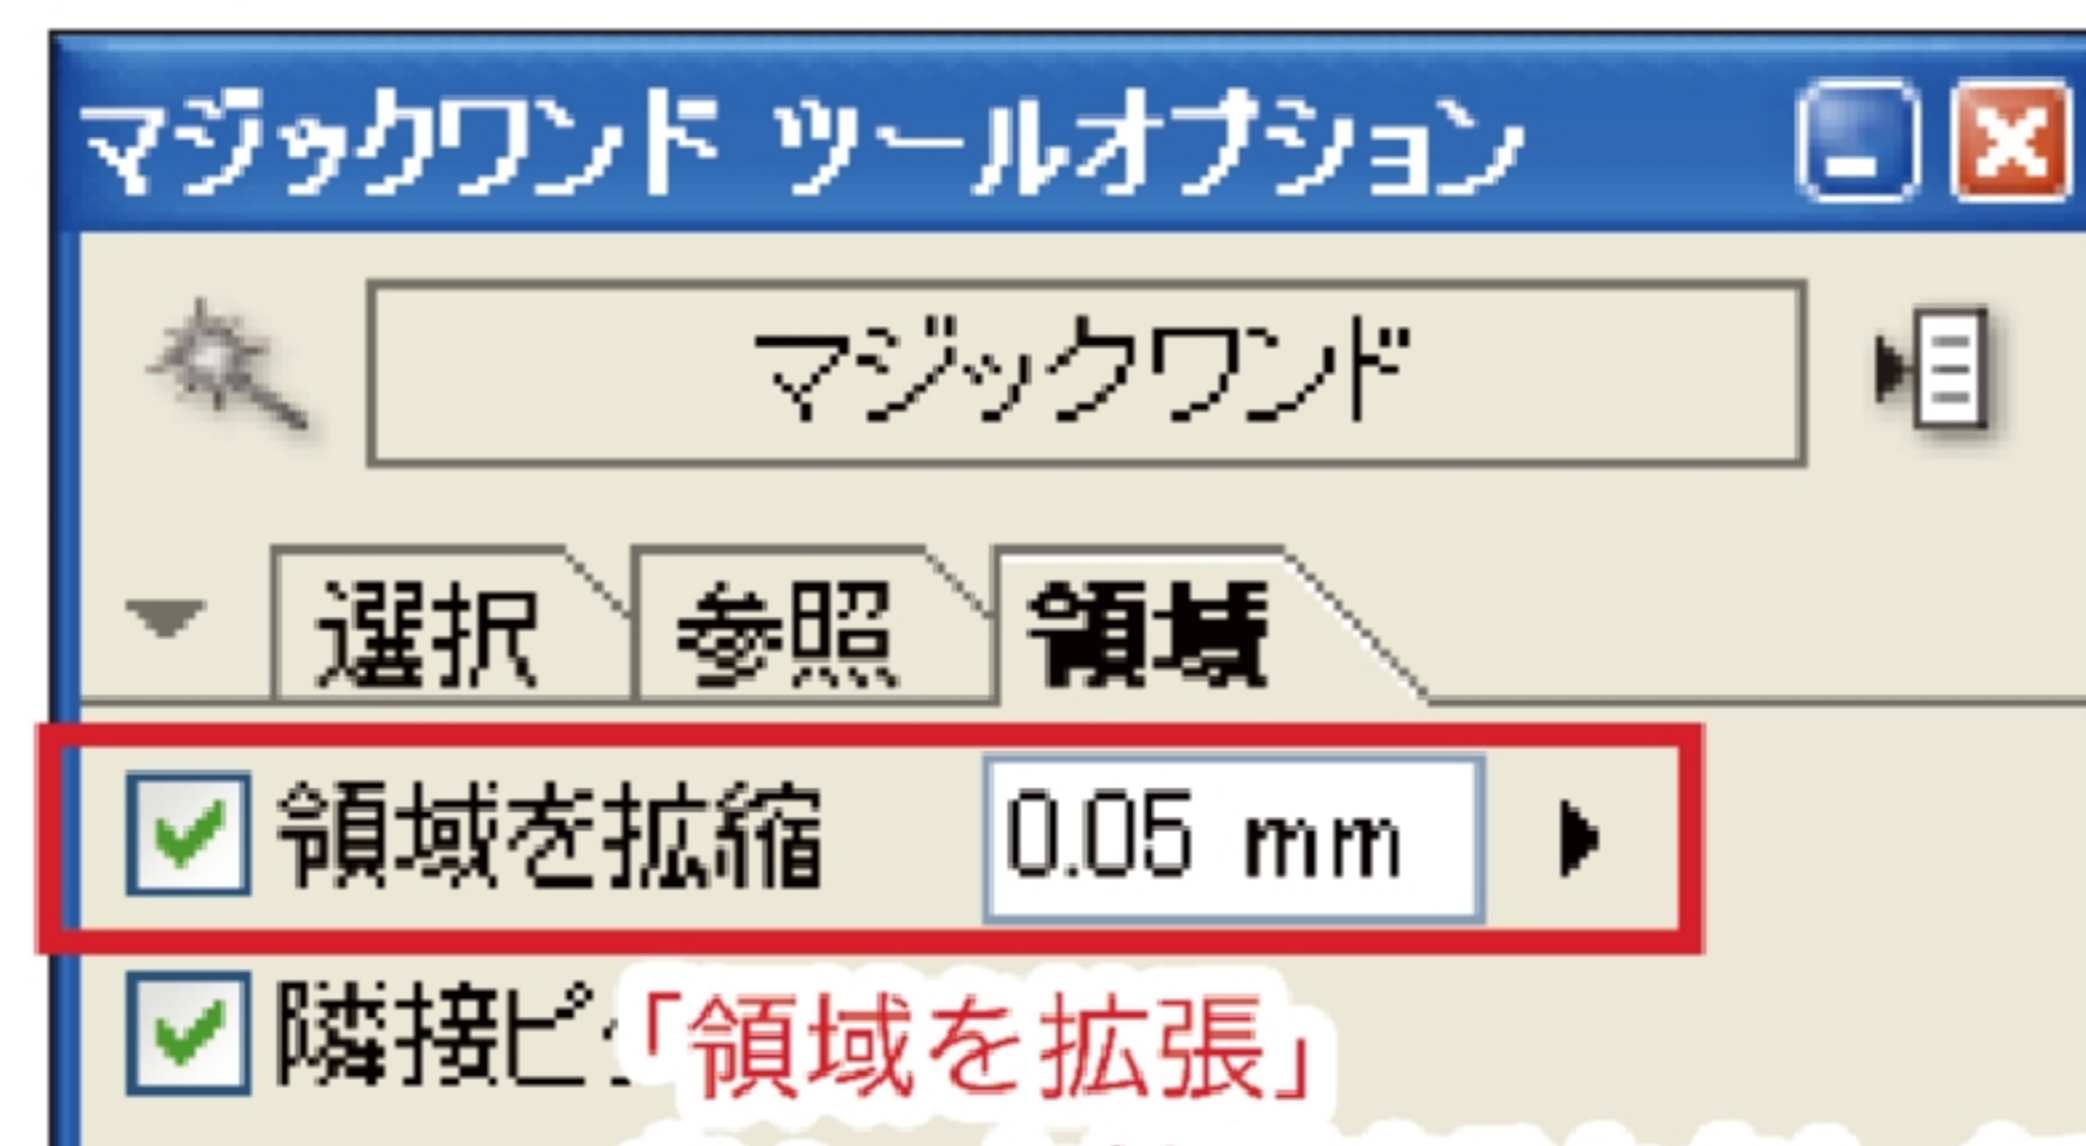 マジックワンド ツールオプション
マジックワンド
選択 参照 領域
領域を拡縮 0.05 mm
隣接ピ
「領域を拡張」